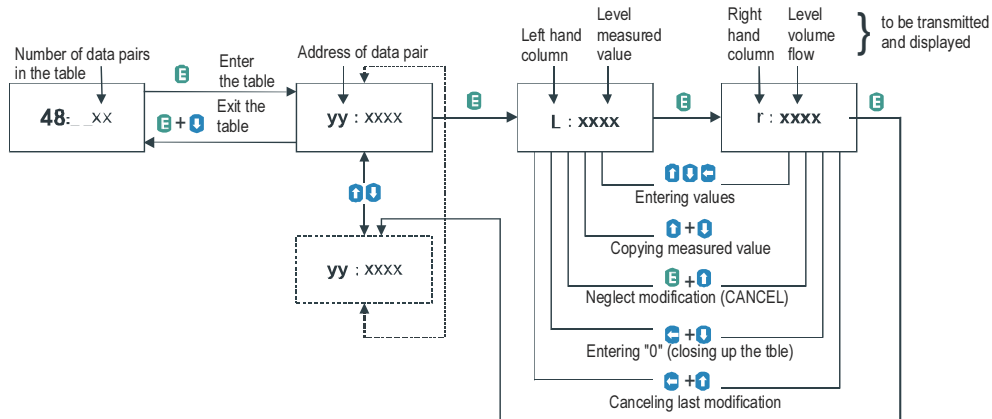 Number of data pairs
in the table
E
Enter
the table
Address of data pair
Left hand
column
Level
measured
value
Right
hand
column
Level
volume
flow
}
to be transmitted
and displayed
48:_ _xx
E + ⬇
Exit the
table
yy : xxxx
E
L : xxxx
E
r : xxxx
E
⬆ ⬇
yy : xxxx
⬆ ⬇ ⬅
Entering values
⬆ + ⬇
Copying measured value
E + ⬆
Neglect modification (CANCEL)
⬅ + ⬇
Entering "0" (closing up the tble)
⬅ + ⬆
Canceling last modification